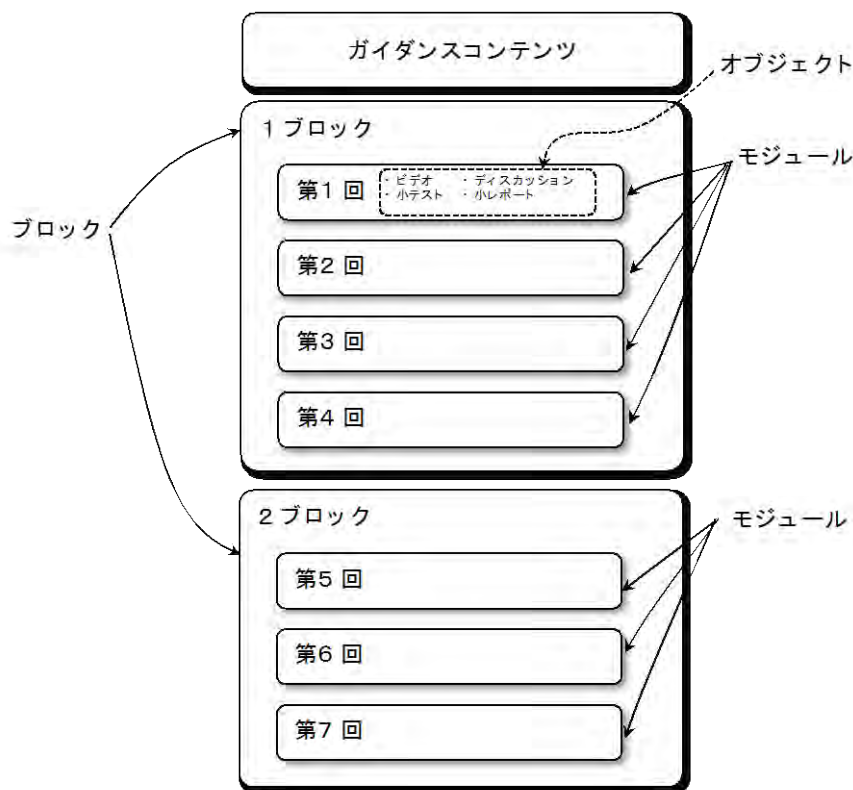 ガイダンスコンテンツ
オブジェクト
1 ブロック
モジュール
第1 回
・ ビデオ ・ ディスカッション
・ 小テスト ・ 小レポート
ブロック
第2 回
第3 回
第4 回
2 ブロック
モジュール
第5 回
第6 回
第7 回